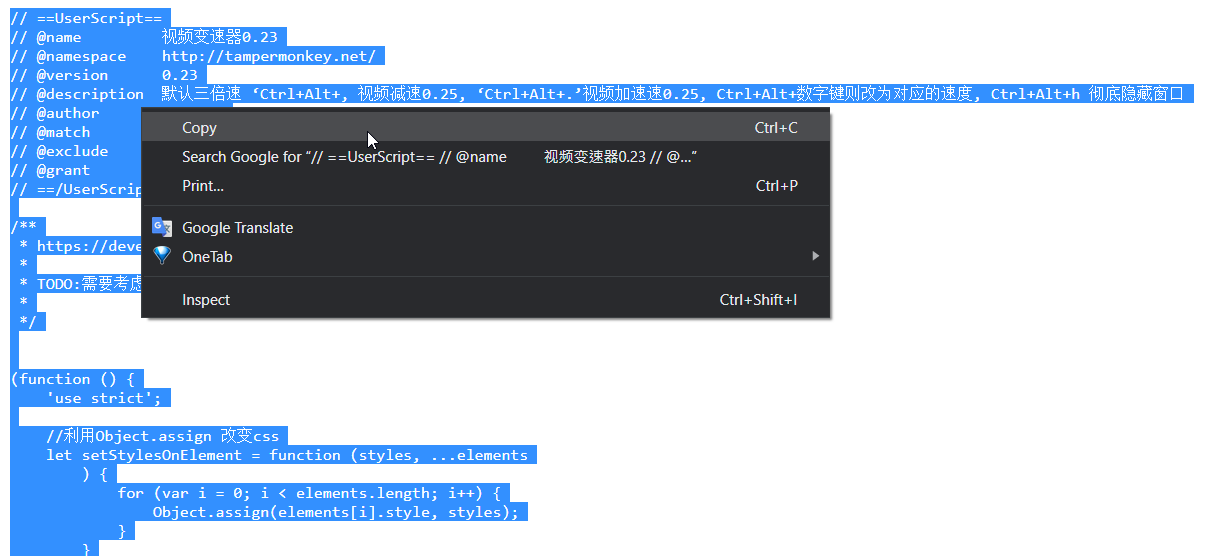 // ==UserScript==
// @name         视频变速器0.23
// @namespace    http://tampermonkey.net/
// @version      0.23
// @description  默认三倍速 ‘Ctrl+Alt+, 视频减速0.25, ‘Ctrl+Alt+.’视频加速速0.25, Ctrl+Alt+数字键则改为对应的速度, Ctrl+Alt+h 彻底隐藏窗口
// @author
// @match
// @exclude
// @grant
// ==/UserScrip
Copy Ctrl+C
Search Google for “// ==UserScript== // @name         视频变速器0.23 // @...”
Print... Ctrl+P
Google Translate
OneTab
Inspect Ctrl+Shift+I
/**
 * https://deve
 *
 * TODO:需要考虑
 *
 */
(function () {
    'use strict';
    //利用Object.assign 改变css
    let setStylesOnElement = function (styles, ...elements
        ) {
            for (var i = 0; i < elements.length; i++) {
                Object.assign(elements[i].style, styles);
            }
        }